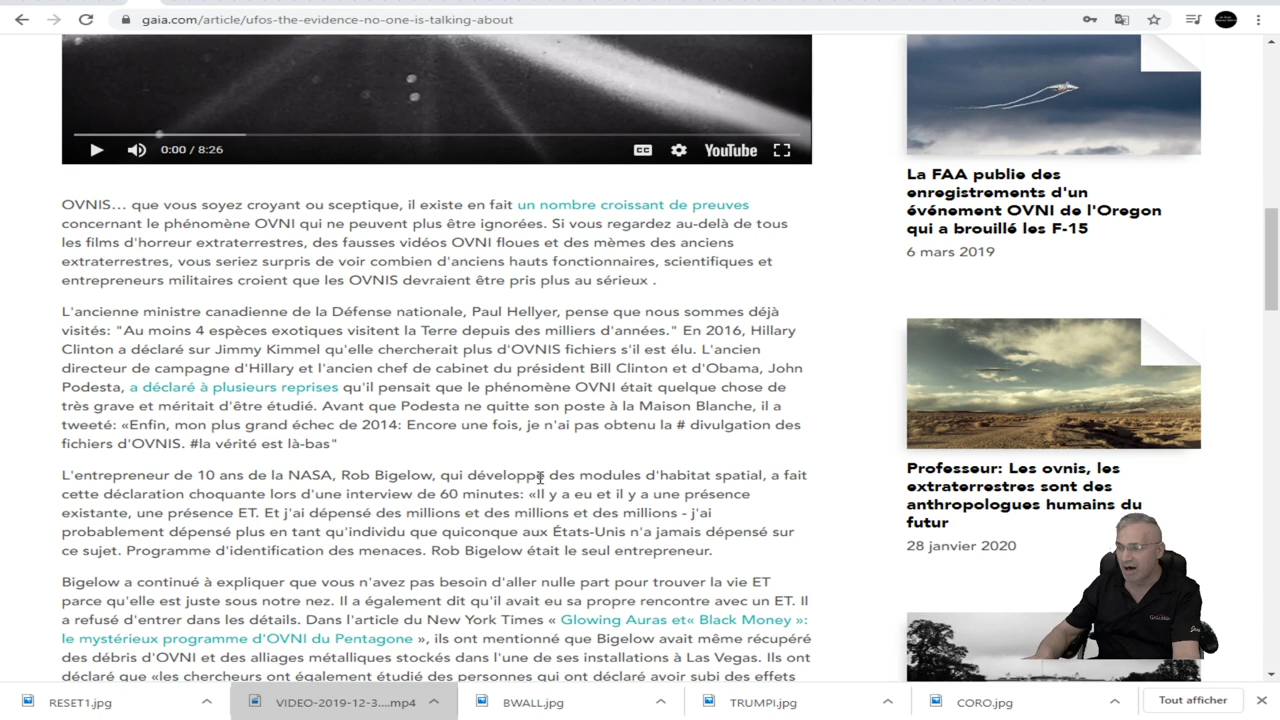 gaia.com/article/ufos-the-evidence-no-one-is-talking-about
0:00 / 8:26
CC
YouTube
OVNIS… que vous soyez croyant ou sceptique, il existe en fait un nombre croissant de preuves
concernant le phénomène OVNI qui ne peuvent plus être ignorées. Si vous regardez au-delà de tous
les films d'horreur extraterrestres, des fausses vidéos OVNI floues et des mèmes des anciens
extraterrestres, vous seriez surpris de voir combien d'anciens hauts fonctionnaires, scientifiques et
entrepreneurs militaires croient que les OVNIS devraient être pris plus au sérieux .
L'ancienne ministre canadienne de la Défense nationale, Paul Hellyer, pense que nous sommes déjà
visités: "Au moins 4 espèces exotiques visitent la Terre depuis des milliers d'années." En 2016, Hillary
Clinton a déclaré sur Jimmy Kimmel qu'elle chercherait plus d'OVNIS fichiers s'il est élu. L'ancien
directeur de campagne d'Hillary et l'ancien chef de cabinet du président Bill Clinton et d'Obama, John
Podesta, a déclaré à plusieurs reprises qu'il pensait que le phénomène OVNI était quelque chose de
très grave et méritait d'être étudié. Avant que Podesta ne quitte son poste à la Maison Blanche, il a
tweeté: «Enfin, mon plus grand échec de 2014: Encore une fois, je n'ai pas obtenu la # divulgation des
fichiers d'OVNIS. #la vérité est là-bas"
L'entrepreneur de 10 ans de la NASA, Rob Bigelow, qui développe des modules d'habitat spatial, a fait
cette déclaration choquante lors d'une interview de 60 minutes: «Il y a eu et il y a une présence
existante, une présence ET. Et j'ai dépensé des millions et des millions et des millions - j'ai
probablement dépensé plus en tant qu'individu que quiconque aux États-Unis n'a jamais dépensé sur
ce sujet. Programme d'identification des menaces. Rob Bigelow était le seul entrepreneur.
Bigelow a continué à expliquer que vous n'avez pas besoin d'aller nulle part pour trouver la vie ET
parce qu'elle est juste sous notre nez. Il a également dit qu'il avait eu sa propre rencontre avec un ET. Il
a refusé d'entrer dans les détails. Dans l'article du New York Times « Glowing Auras et« Black Money »:
le mystérieux programme d'OVNI du Pentagone », ils ont mentionné que Bigelow avait même récupéré
des débris d'OVNI et des alliages métalliques stockés dans l'une de ses installations à Las Vegas. Ils ont
déclaré que «les chercheurs ont également étudié des personnes qui ont déclaré avoir subi des effets
La FAA publie des
enregistrements d'un
événement OVNI de l'Oregon
qui a brouillé les F-15
6 mars 2019
Professeur: Les ovnis, les
extraterrestres sont des
anthropologues humains du
futur
28 janvier 2020
RESET1.jpg
VIDEO-2019-12-3....mp4
BWALL.jpg
TRUMPI.jpg
CORO.jpg
Tout afficher